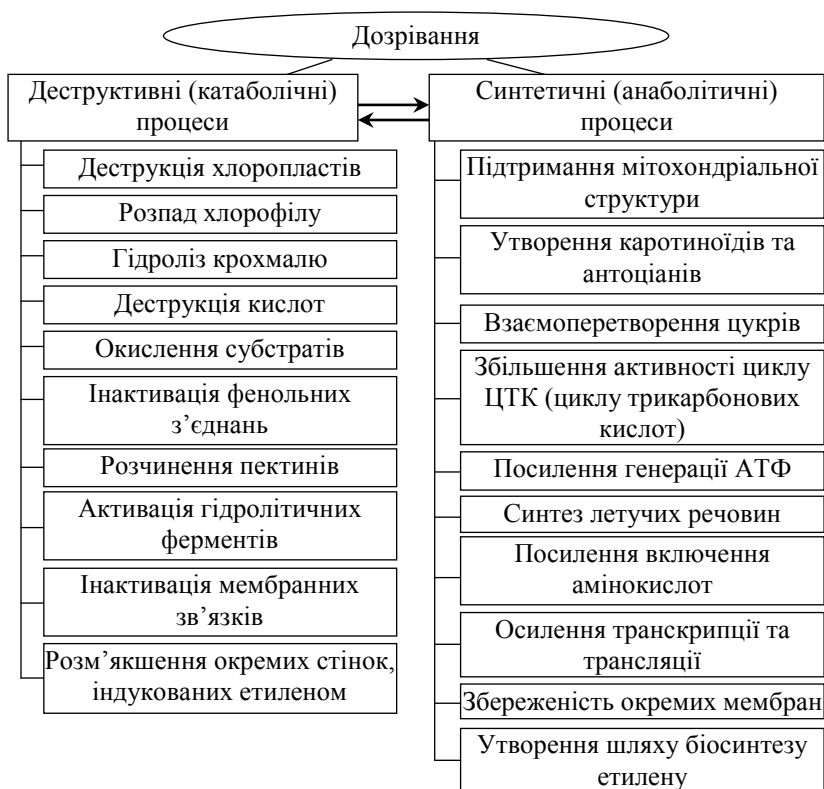 Дозрівання
Деструктивні (катаболічні)
процеси
Деструкція хлоропластів
Розпад хлорофілу
Гідроліз крохмалю
Деструкція кислот
Окислення субстратів
Інактивація фенольних
з’єднань
Розчинення пектинів
Активація гідролітичних
ферментів
Інактивація мембранних
зв’язків
Розм’якшення окремих стінок,
індукованих етиленом
Синтетичні (анаболітичні)
процеси
Підтримання мітохондріальної
структури
Утворення каротиноїдів та
антоціанів
Взаємоперетворення цукрів
Збільшення активності циклу
ЦТК (циклу трикарбонових
кислот)
Посилення генерації АТФ
Синтез летучих речовин
Посилення включення
амінокислот
Осилення транскрипції та
трансляції
Збереженість окремих мембран
Утворення шляху біосинтезу
етилену